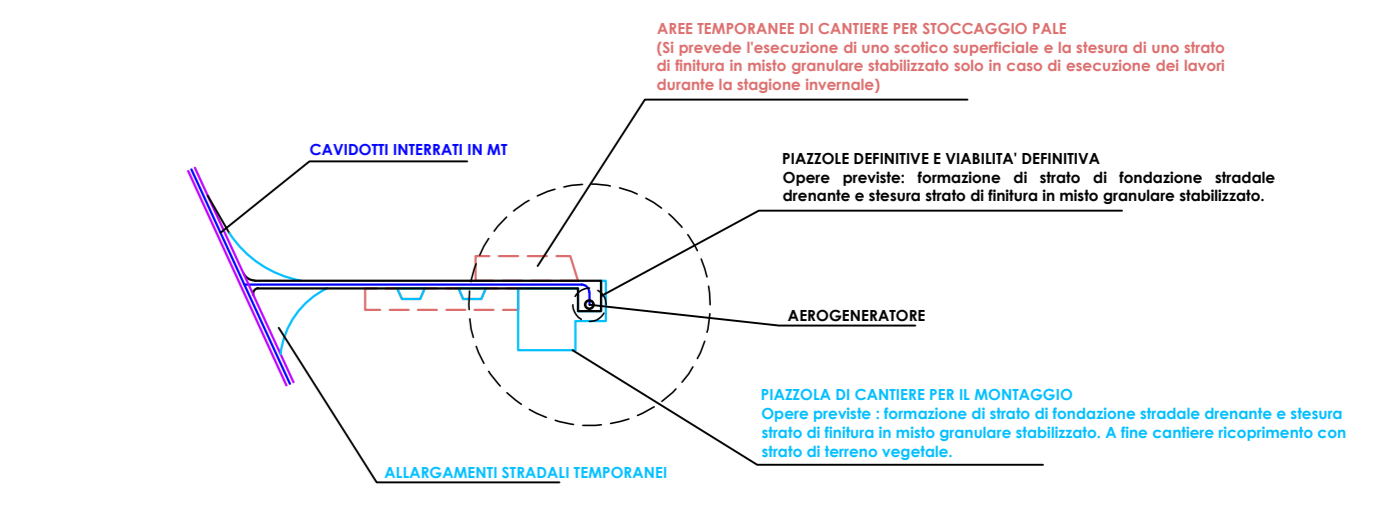 AREE TEMPORANEE DI CANTIERE PER STOCCAGGIO PALE
(Si prevede l'esecuzione di uno scotico superficiale e la stesura di uno strato
di finitura in misto granulare stabilizzato solo in caso di esecuzione dei lavori
durante la stagione invernale)
CAVIDOTTI INTERRATI IN MT
PIAZZOLE DEFINITIVE E VIABILITA' DEFINITIVA
Opere previste: formazione di strato di fondazione stradale
drenante e stesura strato di finitura in misto granulare stabilizzato.
AEROGENERATORE
PIAZZOLA DI CANTIERE PER IL MONTAGGIO
Opere previste : formazione di strato di fondazione stradale drenante e stesura
strato di finitura in misto granulare stabilizzato. A fine cantiere ricoprimento con
strato di terreno vegetale.
ALLARGAMENTI STRADALI TEMPORANEI